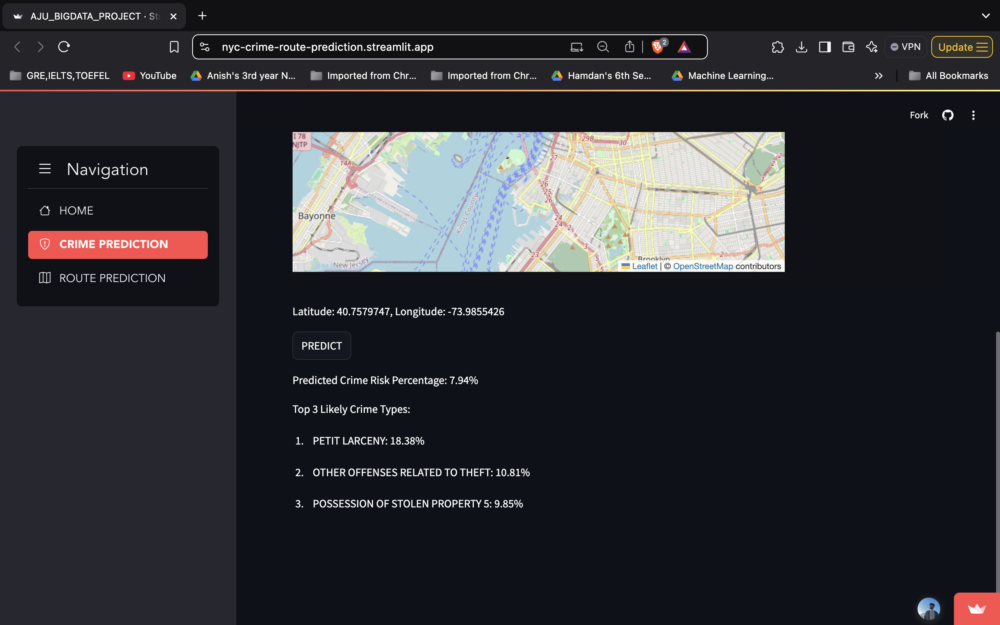 AJU_BIGDATA_PROJECT · St
nyc-crime-route-prediction.streamlit.app
2
VPN
Update
GRE,IELTS,TOEFEL
YouTube
Anish's 3rd year N...
Imported from Chr...
Imported from Chr...
Hamdan's 6th Se...
Machine Learning...
All Bookmarks
Fork
Navigation
HOME
CRIME PREDICTION
ROUTE PREDICTION
I 78
NJTP
14A
29B
30
27
2
2
1
26
25;
26
Kings County
Bayonne
24
24
2
3
23
5
5
2
New Jersey
Brooklyn
Leaflet | © OpenStreetMap contributors
Latitude: 40.7579747, Longitude: -73.9855426
PREDICT
Predicted Crime Risk Percentage: 7.94%
Top 3 Likely Crime Types:
1. PETIT LARCENY: 18.38%
2. OTHER OFFENSES RELATED TO THEFT: 10.81%
3. POSSESSION OF STOLEN PROPERTY 5: 9.85%